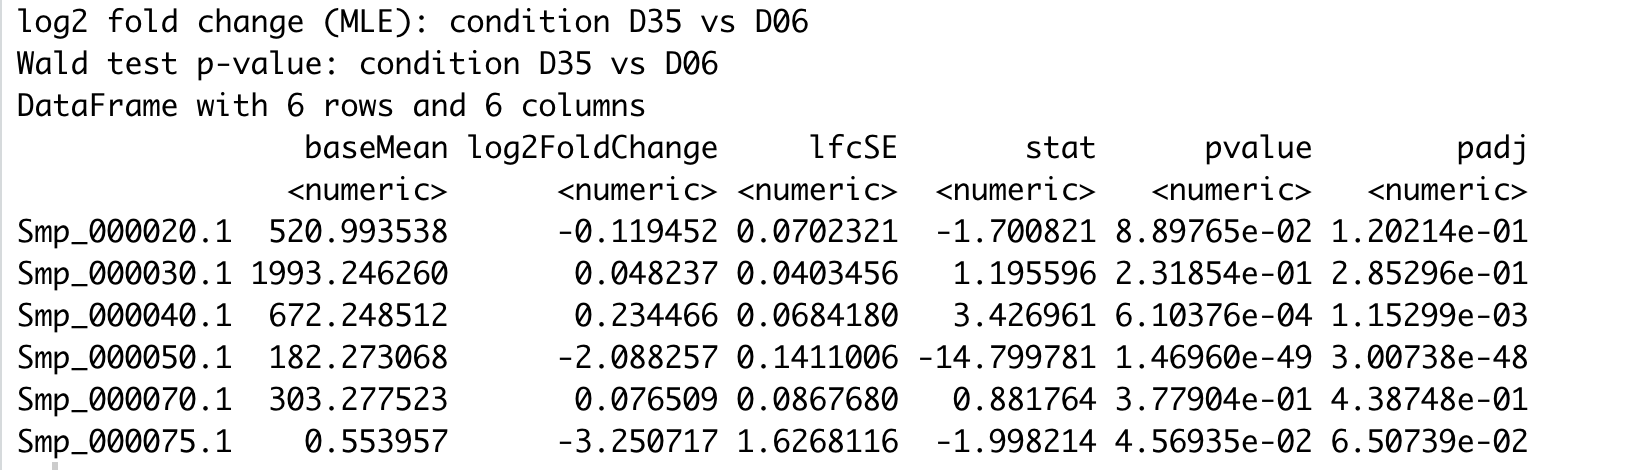 log2 fold change (MLE): condition D35 vs D06
Wald test p-value: condition D35 vs D06
DataFrame with 6 rows and 6 columns
baseMean log2FoldChange lfcSE stat pvalue padj
<numeric> <numeric> <numeric> <numeric> <numeric> <numeric>
Smp_000020.1 520.993538 -0.119452 0.0702321 -1.700821 8.89765e-02 1.20214e-01
Smp_000030.1 1993.246260 0.048237 0.0403456 1.195596 2.31854e-01 2.85296e-01
Smp_000040.1 672.248512 0.234466 0.0684180 3.426961 6.10376e-04 1.15299e-03
Smp_000050.1 182.273068 -2.088257 0.1411006 -14.799781 1.46960e-49 3.00738e-48
Smp_000070.1 303.277523 0.076509 0.0867680 0.881764 3.77904e-01 4.38748e-01
Smp_000075.1 0.553957 -3.250717 1.6268116 -1.998214 4.56935e-02 6.50739e-02